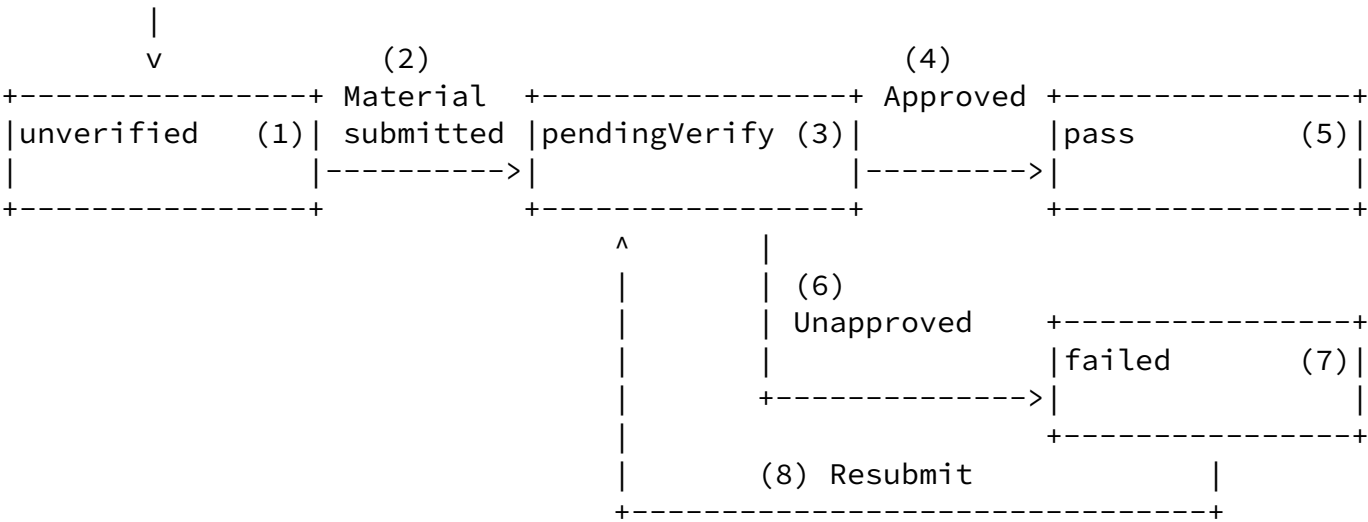 (2) (4)
Material Approved
unverified (1) submitted pendingVerify (3) pass (5)
(6)
Unapproved
failed (7)
(8) Resubmit